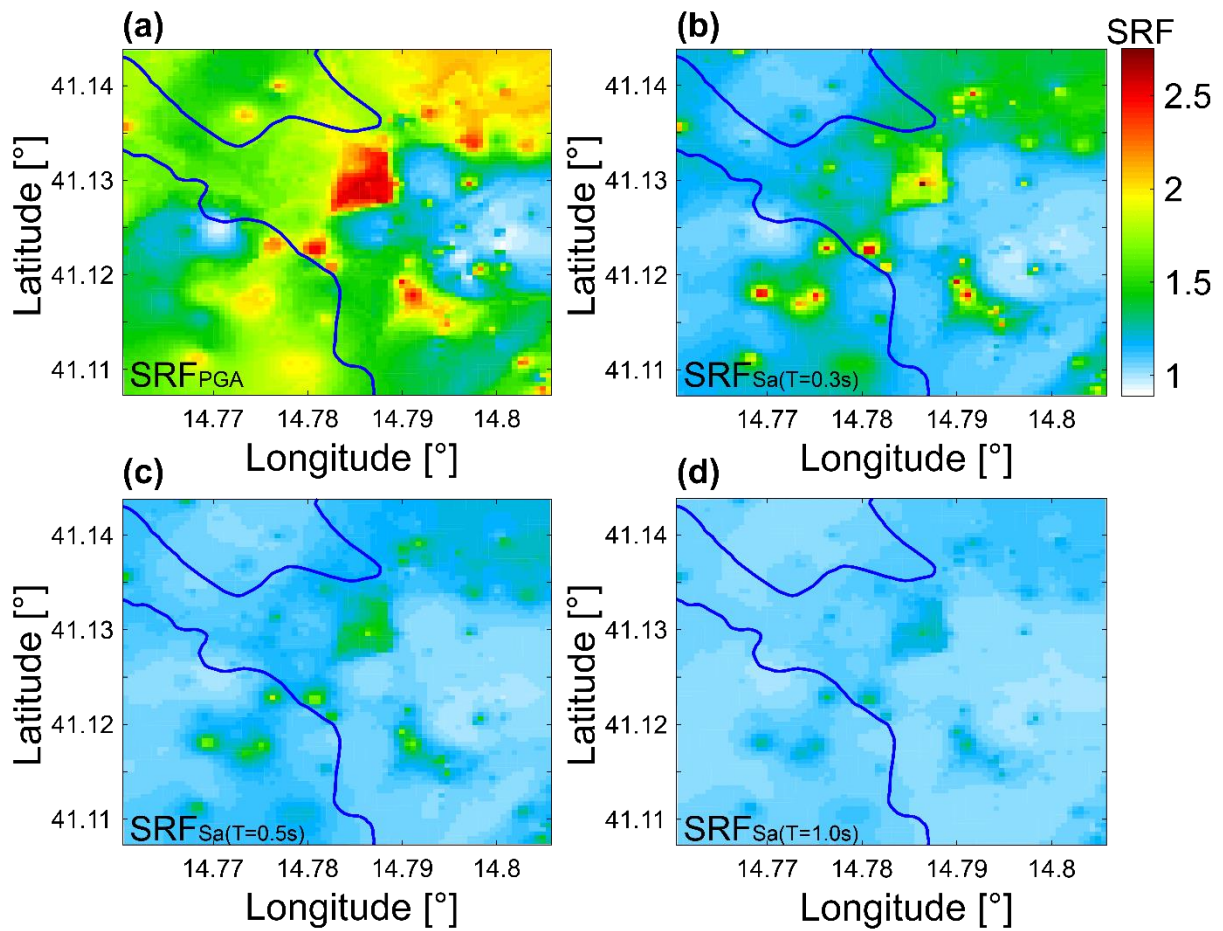 (a)
(b)
SRF
41.14
41.13
41.12
41.11
Latitude [°]
SRF_PGA
14.77 14.78 14.79 14.8
Longitude [°]
41.14
41.13
41.12
41.11
Latitude [°]
SRF_Sa(T=0.3s)
14.77 14.78 14.79 14.8
Longitude [°]
2.5
2
1.5
1
(c)
(d)
41.14
41.13
41.12
41.11
Latitude [°]
SRF_Sa(T=0.5s)
14.77 14.78 14.79 14.8
Longitude [°]
41.14
41.13
41.12
41.11
Latitude [°]
SRF_Sa(T=1.0s)
14.77 14.78 14.79 14.8
Longitude [°]